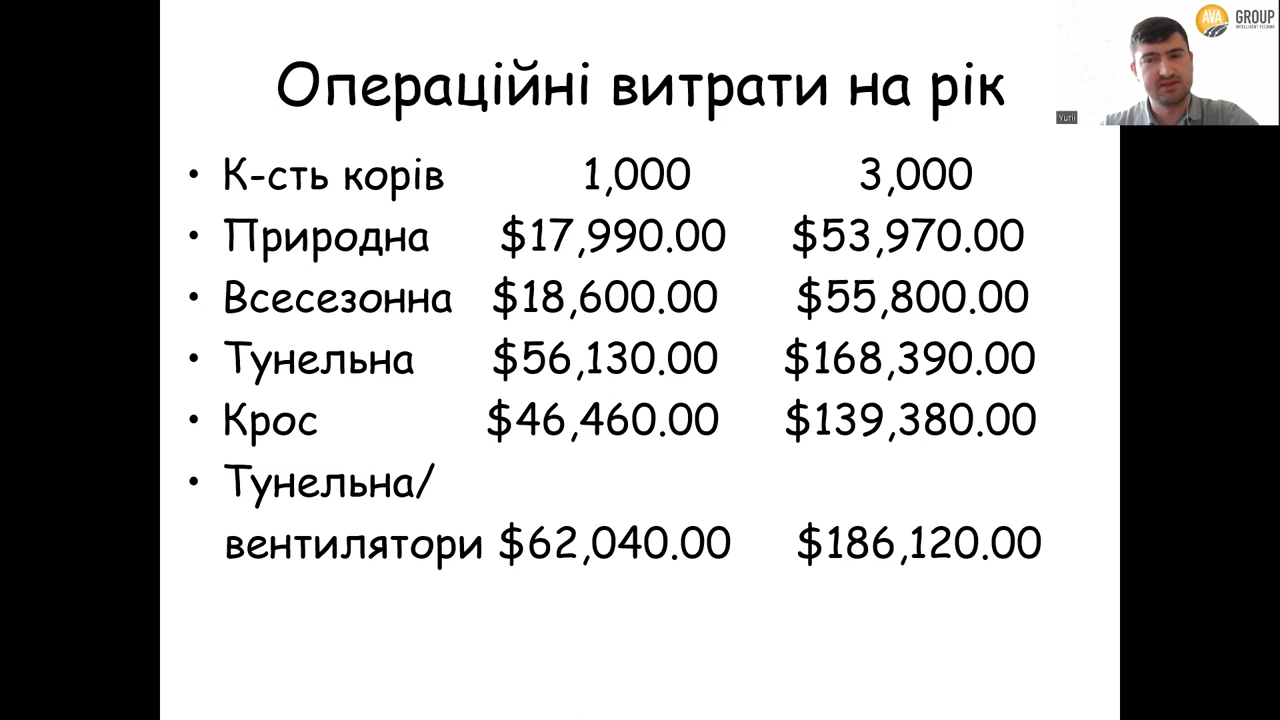 Операційні витрати на рік
• К-сть корів 1,000 3,000
• Природна $17,990.00 $53,970.00
• Всесезонна $18,600.00 $55,800.00
• Тунельна $56,130.00 $168,390.00
• Крос $46,460.00 $139,380.00
• Тунельна/
вентилятори $62,040.00 $186,120.00
AVA GROUP
INTELLIGENT FEEDING
Yurii